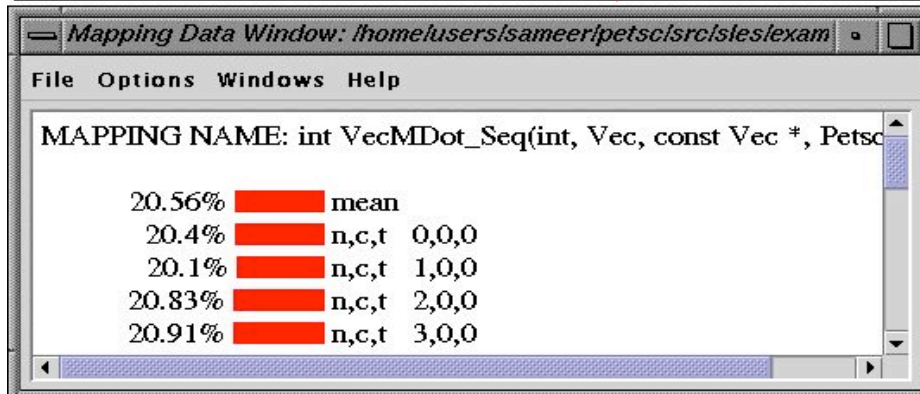 Mapping Data Window: /home/users/sameer/petsc/src/sles/exam
File Options Windows Help
MAPPING NAME: int VecMDot_Seq(int, Vec, const Vec *, Petsc
20.56% mean
20.4% n,c,t 0,0,0
20.1% n,c,t 1,0,0
20.83% n,c,t 2,0,0
20.91% n,c,t 3,0,0